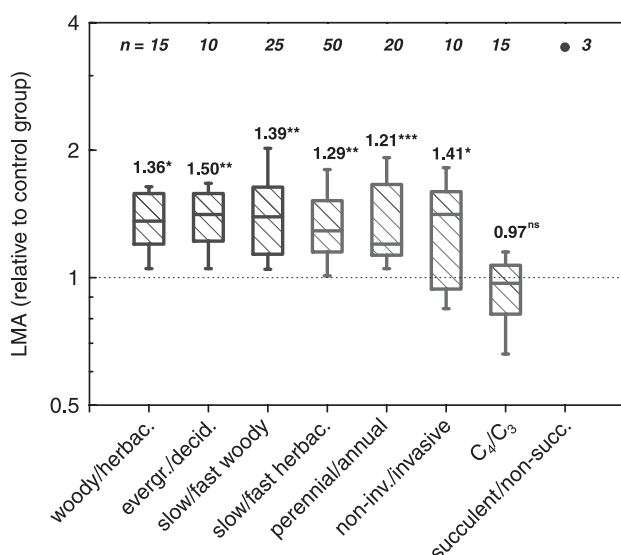 4
n = 15 10 25 50 20 10 15 3
2
1.36* 1.50** 1.39** 1.29** 1.21*** 1.41* 0.97ns
1
0.5
LMA (relative to control group)
woody/herbac.
evergr./decid.
slow/fast woody
slow/fast herbac.
perennial/annual
non-inv./invasive
C4/C3
succulent/non-succ.